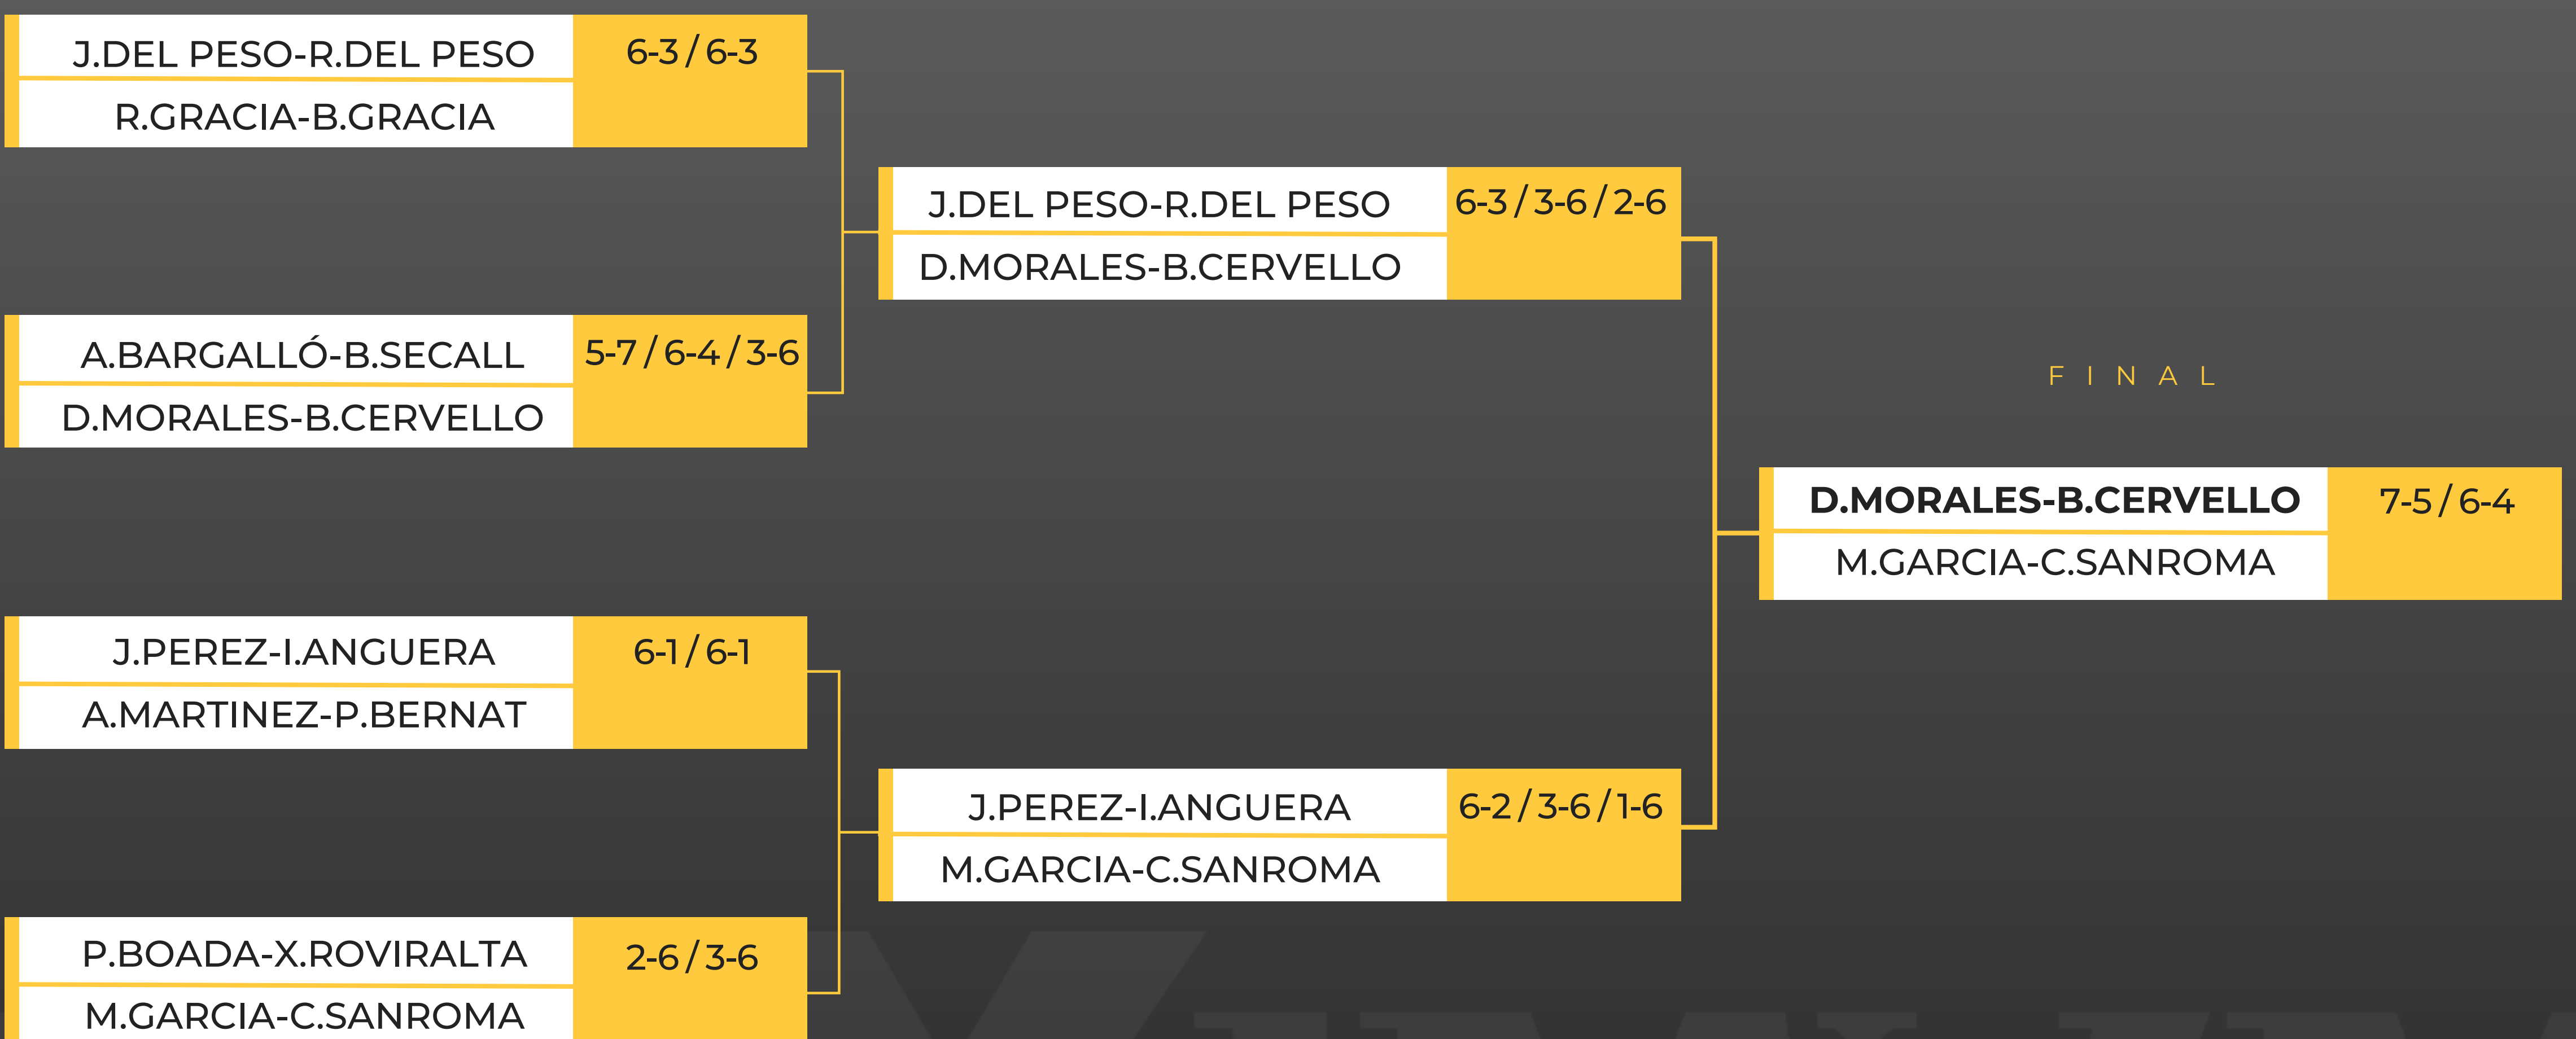 J.DEL PESO-R.DEL PESO 6-3 / 6-3
R.GRACIA-B.GRACIA
A.BARGALLÓ-B.SECALL 5-7 / 6-4 / 3-6
D.MORALES-B.CERVELLO
J.PEREZ-I.ANGUERA 6-1 / 6-1
A.MARTINEZ-P.BERNAT
P.BOADA-X.ROVIRALTA 2-6 / 3-6
M.GARCIA-C.SANROMA
J.DEL PESO-R.DEL PESO 6-3 / 3-6 / 2-6
D.MORALES-B.CERVELLO
J.PEREZ-I.ANGUERA 6-2 / 3-6 / 1-6
M.GARCIA-C.SANROMA
FINAL
D.MORALES-B.CERVELLO 7-5 / 6-4
M.GARCIA-C.SANROMA